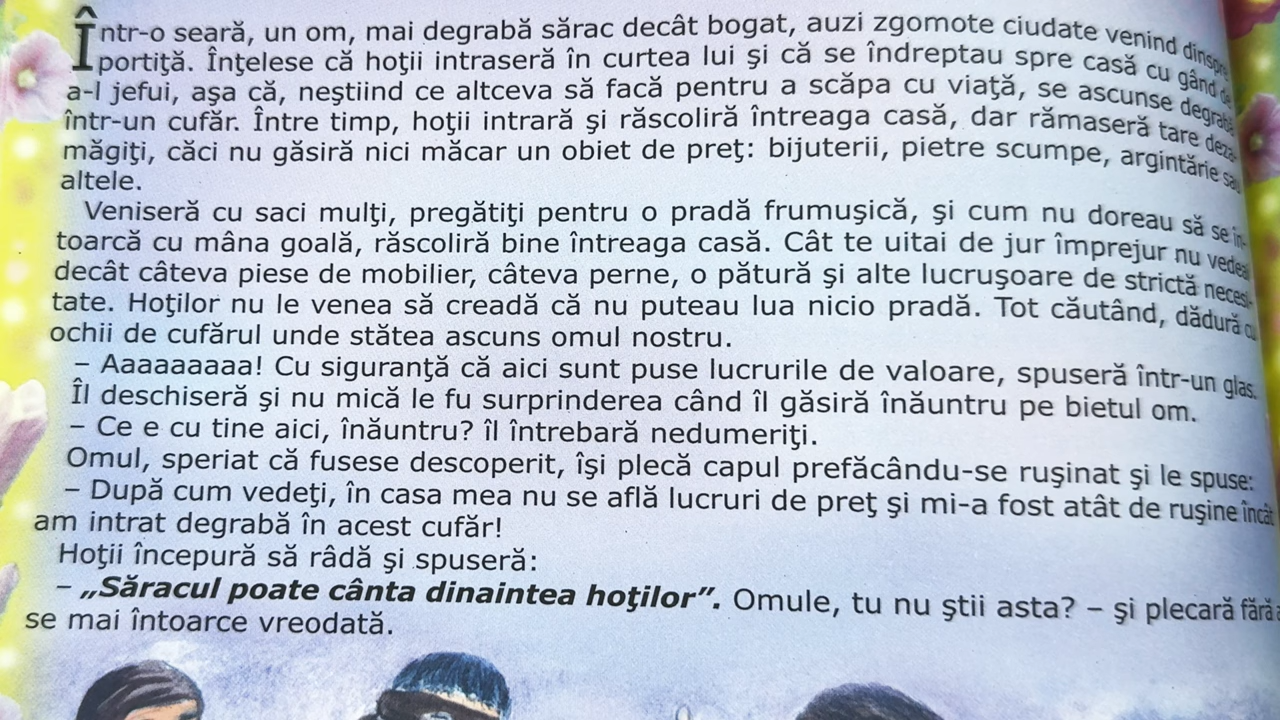 Într-o seară, un om, mai degrabă sărac decât bogat, auzi zgomote ciudate venind dinspre
portiţă. Înţelese că hoţii intraseră în curtea lui şi că se îndreptau spre casă cu gând de
a-l jefui, aşa că, neştiind ce altceva să facă pentru a scăpa cu viaţă, se ascunse degrabă
într-un cufăr. Între timp, hoţii intrară şi răscoliră întreaga casă, dar rămaseră tare deza-
măgiţi, căci nu găsiră nici măcar un obiet de preţ: bijuterii, pietre scumpe, argintărie sau
altele.
Veniseră cu saci mulţi, pregătiţi pentru o pradă frumuşică, şi cum nu doreau să se în-
toarcă cu mâna goală, răscoliră bine întreaga casă. Cât te uitai de jur împrejur nu vedeai
decât câteva piese de mobilier, câteva perne, o pătură şi alte lucruşoare de strictă necesi-
tate. Hoţilor nu le venea să creadă că nu puteau lua nicio pradă. Tot căutând, dădură cu
ochii de cufărul unde stătea ascuns omul nostru.
– Aaaaaaaaa! Cu siguranţă că aici sunt puse lucrurile de valoare, spuseră într-un glas.
Îl deschiseră şi nu mică le fu surprinderea când îl găsiră înăuntru pe bietul om.
– Ce e cu tine aici, înăuntru? îl întrebară nedumeriţi.
Omul, speriat că fusese descoperit, îşi plecă capul prefăcându-se ruşinat şi le spuse:
– După cum vedeţi, în casa mea nu se află lucruri de preţ şi mi-a fost atât de ruşine încât
am intrat degrabă în acest cufăr!
Hoţii începură să râdă şi spuseră:
– „Săracul poate cânta dinaintea hoţilor”. Omule, tu nu ştii asta? – şi plecară fără a
se mai întoarce vreodată.